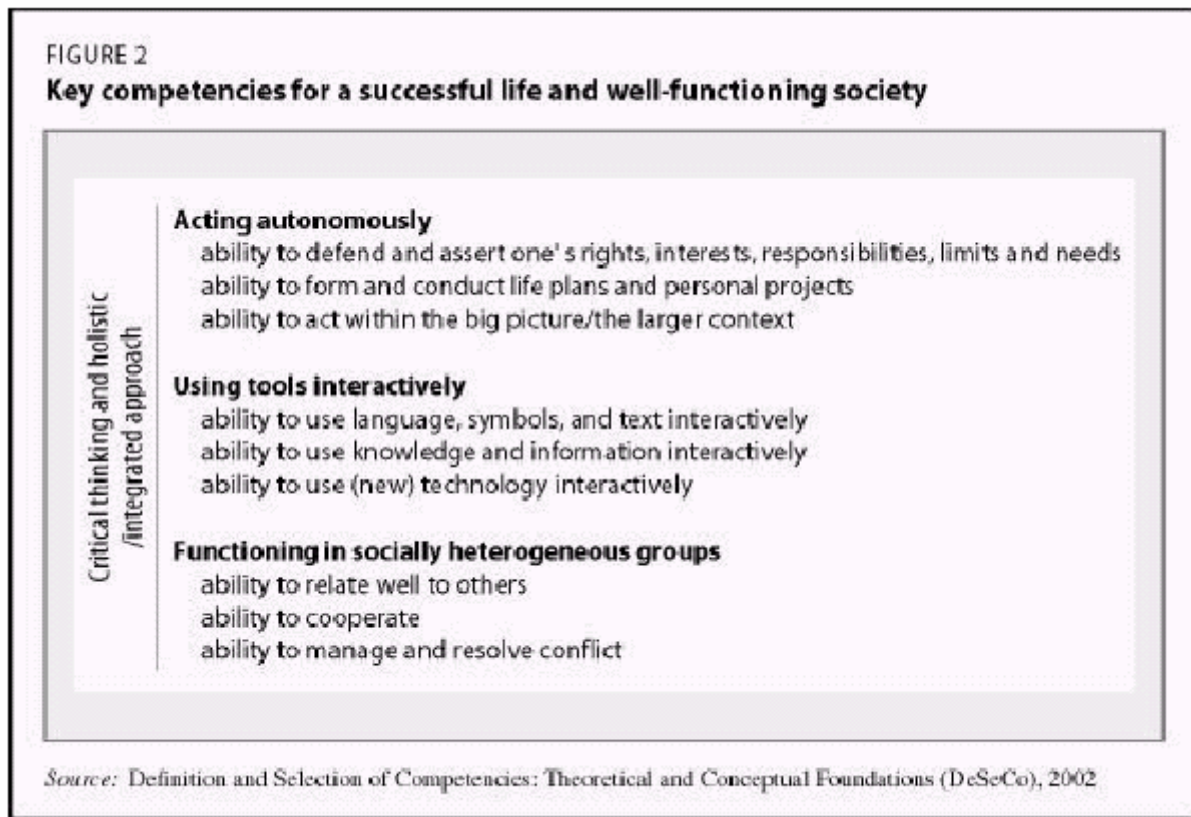 FIGURE 2
Key competencies for a successful life and well-functioning society
Critical thinking and holistic
/integrated approach
Acting autonomously
ability to defend and assert one's rights, interests, responsibilities, limits and needs
ability to form and conduct life plans and personal projects
ability to act within the big picture/the larger context
Using tools interactively
ability to use language, symbols, and text interactively
ability to use knowledge and information interactively
ability to use (new) technology interactively
Functioning in socially heterogeneous groups
ability to relate well to others
ability to cooperate
ability to manage and resolve conflict
Source: Definition and Selection of Competencies: Theoretical and Conceptual Foundations (DeSeCo), 2002